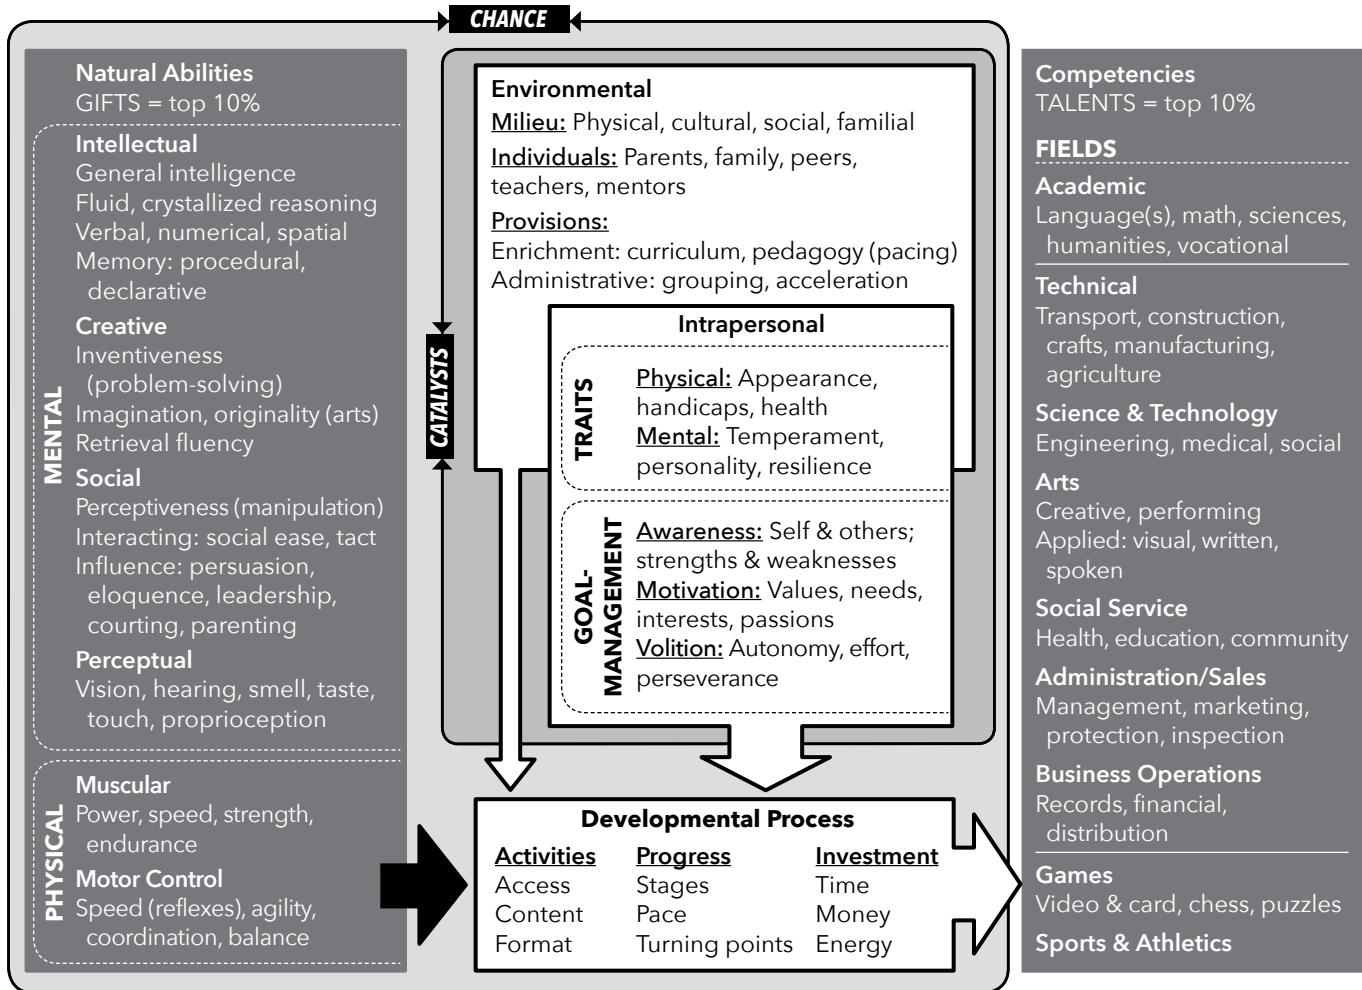 CHANCE
Natural Abilities
GIFTS = top 10%
MENTAL
Intellectual
General intelligence
Fluid, crystallized reasoning
Verbal, numerical, spatial
Memory: procedural,
declarative
Creative
Inventiveness
(problem-solving)
Imagination, originality (arts)
Retrieval fluency
Social
Perceptiveness (manipulation)
Interacting: social ease, tact
Influence: persuasion,
eloquence, leadership,
courting, parenting
Perceptual
Vision, hearing, smell, taste,
touch, proprioception
PHYSICAL
Muscular
Power, speed, strength,
endurance
Motor Control
Speed (reflexes), agility,
coordination, balance
CATALYSTS
Environmental
Milieu: Physical, cultural, social, familial
Individuals: Parents, family, peers,
teachers, mentors
Provisions:
Enrichment: curriculum, pedagogy (pacing)
Administrative: grouping, acceleration
Intrapersonal
TRAITS
Physical: Appearance,
handicaps, health
Mental: Temperament,
personality, resilience
GOAL-
MANAGEMENT
Awareness: Self & others;
strengths & weaknesses
Motivation: Values, needs,
interests, passions
Volition: Autonomy, effort,
perseverance
Developmental Process
Activities
Access
Content
Format
Progress
Stages
Pace
Turning points
Investment
Time
Money
Energy
Competencies
TALENTS = top 10%
FIELDS
Academic
Language(s), math, sciences,
humanities, vocational
Technical
Transport, construction,
crafts, manufacturing,
agriculture
Science & Technology
Engineering, medical, social
Arts
Creative, performing
Applied: visual, written,
spoken
Social Service
Health, education, community
Administration/Sales
Management, marketing,
protection, inspection
Business Operations
Records, financial,
distribution
Games
Video & card, chess, puzzles
Sports & Athletics